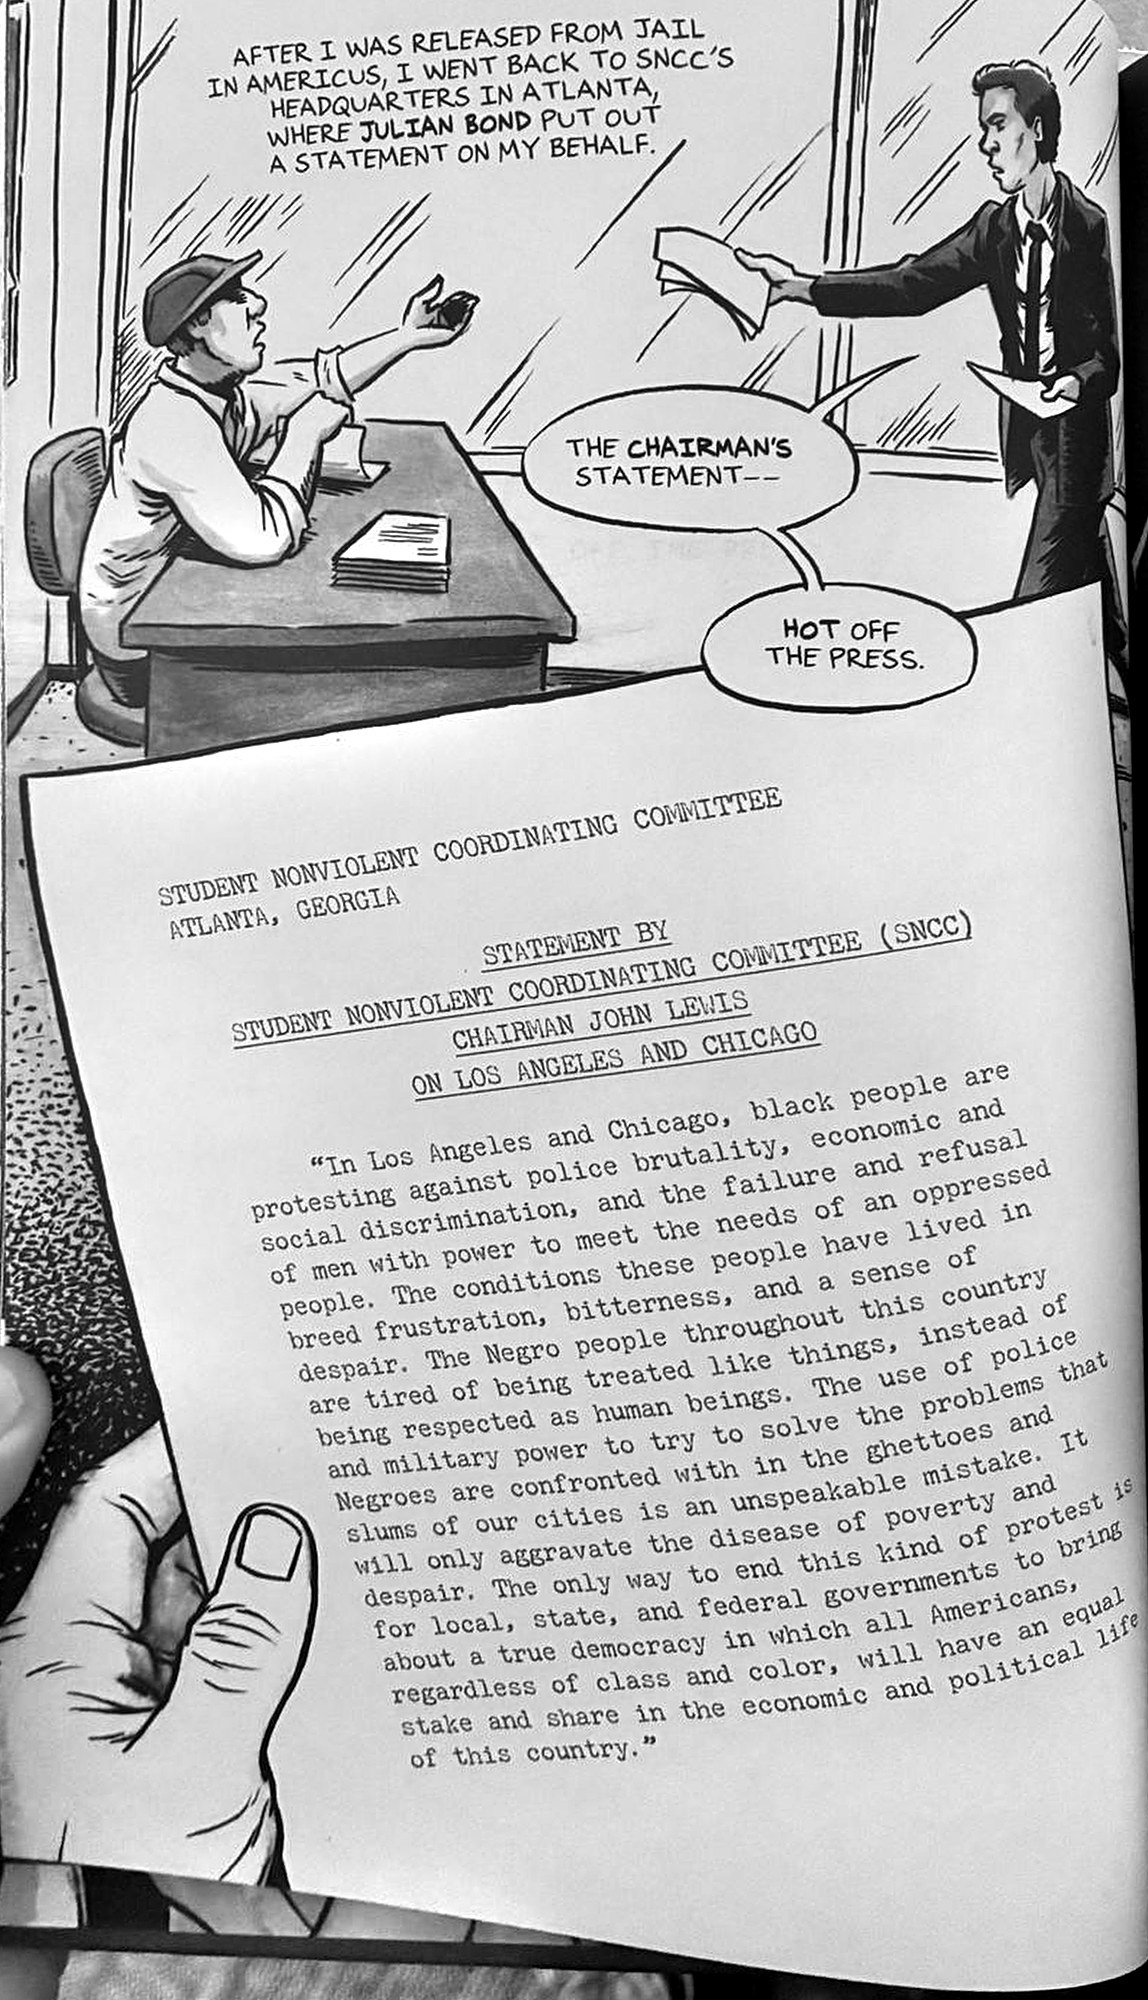 AFTER I WAS RELEASED FROM JAIL
IN AMERICUS, I WENT BACK TO SNCC'S
HEADQUARTERS IN ATLANTA,
WHERE JULIAN BOND PUT OUT
A STATEMENT ON MY BEHALF.
THE CHAIRMAN'S
STATEMENT--
HOT OFF
THE PRESS.
STUDENT NONVIOLENT COORDINATING COMMITTEE
ATLANTA, GEORGIA
STATEMENT BY
STUDENT NONVIOLENT COORDINATING COMMITTEE (SNCC)
CHAIRMAN JOHN LEWIS
ON LOS ANGELES AND CHICAGO
“In Los Angeles and Chicago, black people are
protesting against police brutality, economic and
social discrimination, and the failure and refusal
of men with power to meet the needs of an oppressed
people. The conditions these people have lived in
breed frustration, bitterness, and a sense of
despair. The Negro people throughout this country
are tired of being treated like things, instead of
being respected as human beings. The use of police
and military power to try to solve the problems that
Negroes are confronted with in the ghettoes and
slums of our cities is an unspeakable mistake. It
will only aggravate the disease of poverty and
despair. The only way to end this kind of protest is
for local, state, and federal governments to bring
about a true democracy in which all Americans,
regardless of class and color, will have an equal
stake and share in the economic and political life
of this country.”